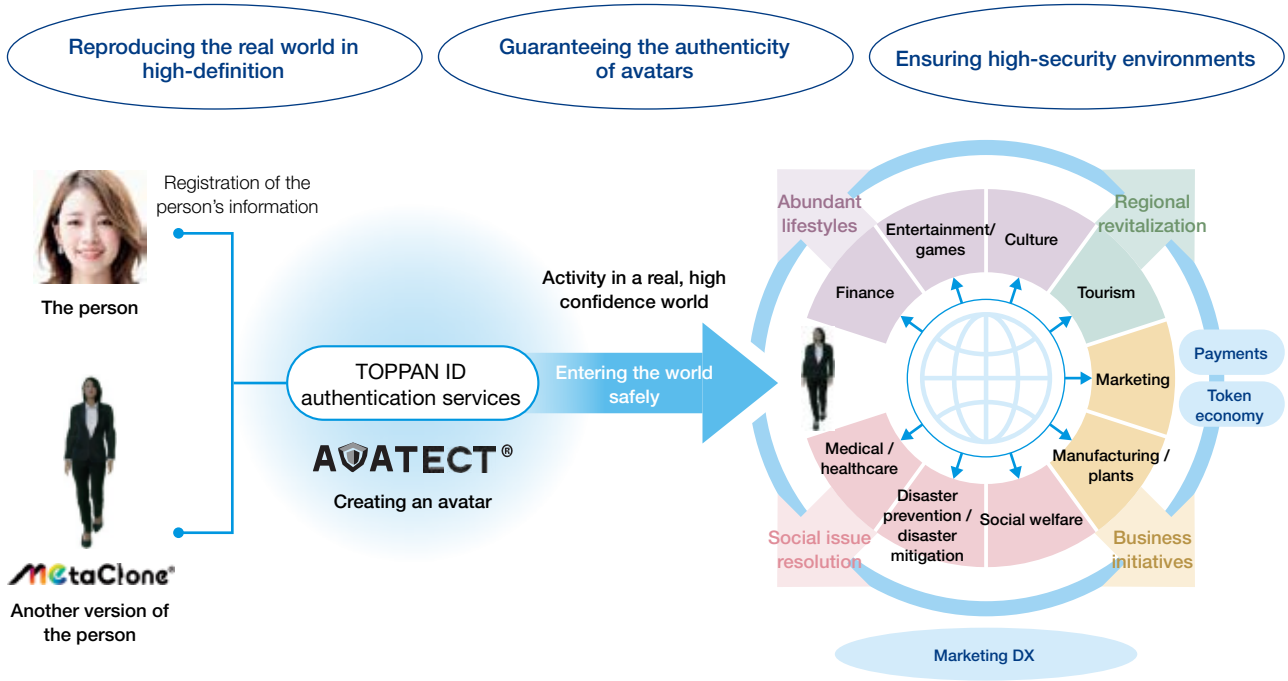 Reproducing the real world in
high-definition
Guaranteeing the authenticity
of avatars
Ensuring high-security environments
Registration of the
person's information
The person
MetaClone®
Another version of
the person
TOPPAN ID
authentication services
AVATECT®
Creating an avatar
Activity in a real, high
confidence world
Entering the world
safely
Abundant
lifestyles
Regional
revitalization
Entertainment/
games
Culture
Finance
Tourism
Marketing
Payments
Token
economy
Manufacturing /
plants
Medical /
healthcare
Disaster
prevention /
disaster
mitigation
Social welfare
Social issue
resolution
Business
initiatives
Marketing DX